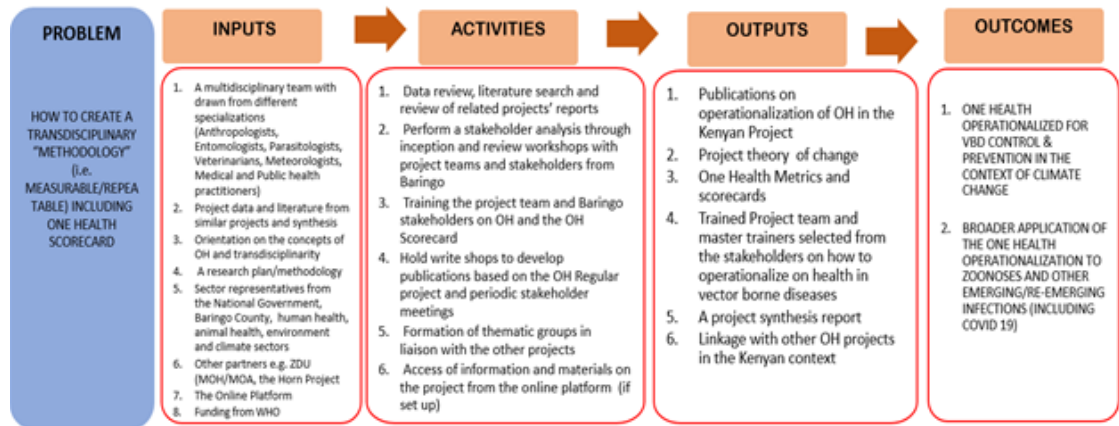 PROBLEM
HOW TO CREATE A
TRANSDISCIPLINARY
"METHODOLOGY"
(i.e.
MEASURABLE/REPEA
TABLE) INCLUDING
ONE HEALTH
SCORECARD
INPUTS
1. A multidisciplinary team with
drawn from different
specializations
(Anthropologists,
Entomologists, Parasitologists,
Veterinarians, Meteorologists,
Medical and Public health
practitioners)
2. Project data and literature from
similar projects and synthesis
3. Orientation on the concepts of
OH and transdisciplinarity
4. A research plan/methodology
5. Sector representatives from
the National Government,
Baringo County, human health,
animal health, environment
and climate sectors
6. Other partners e.g. ZDU
(MOH/MOA, the Horn Project
7. The Online Platform
8. Funding from WHO
ACTIVITIES
1. Data review, literature search and
review of related projects' reports
2. Perform a stakeholder analysis through
inception and review workshops with
project teams and stakeholders from
Baringo
3. Training the project team and Baringo
stakeholders on OH and the OH
Scorecard
4. Hold write shops to develop
publications based on the OH Regular
project and periodic stakeholder
meetings
5. Formation of thematic groups in
liaison with the other projects
6. Access of information and materials on
the project from the online platform (if
set up)
OUTPUTS
1. Publications on
operationalization of OH in the
Kenyan Project
2. Project theory of change
3. One Health Metrics and
scorecards
4. Trained Project team and
master trainers selected from
the stakeholders on how to
operationalize on health in
vector borne diseases
5. A project synthesis report
6. Linkage with other OH projects
in the Kenyan context
OUTCOMES
1. ONE HEALTH
OPERATIONALIZED FOR
VBD CONTROL &
PREVENTION IN THE
CONTEXT OF CLIMATE
CHANGE
2. BROADER APPLICATION OF
THE ONE HEALTH
OPERATIONALIZATION TO
ZOONOSES AND OTHER
EMERGING/RE-EMERGING
INFECTIONS (INCLUDING
COVID 19)